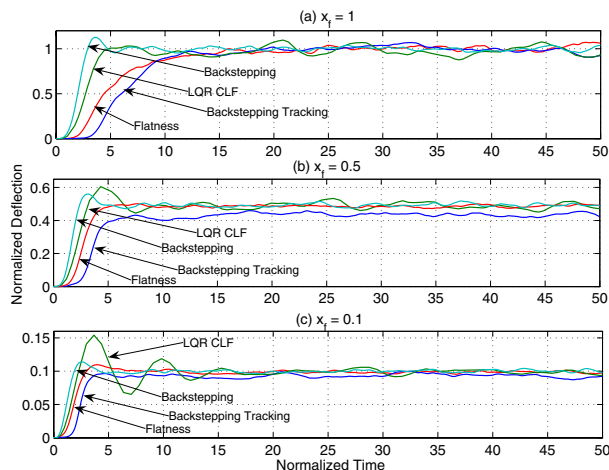 (a) x_f = 1
1
0.5
0
Backstepping
LQR CLF
Backstepping Tracking
Flatness
0 5 10 15 20 25 30 35 40 45 50
(b) x_f = 0.5
Normalized Deflection
0.6
0.4
0.2
0
LQR CLF
Backstepping
Backstepping Tracking
Flatness
0 5 10 15 20 25 30 35 40 45 50
(c) x_f = 0.1
0.15
0.1
0.05
0
LQR CLF
Backstepping
Backstepping Tracking
Flatness
0 5 10 15 20 25 30 35 40 45 50
Normalized Time